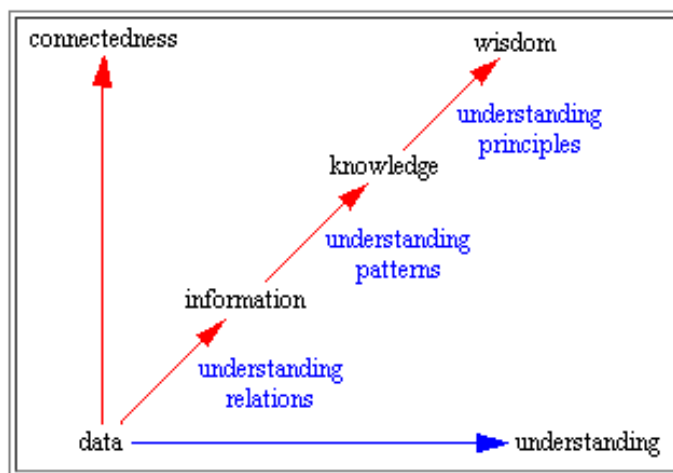 connectedness
wisdom
understanding
principles
knowledge
understanding
patterns
information
understanding
relations
data
understanding